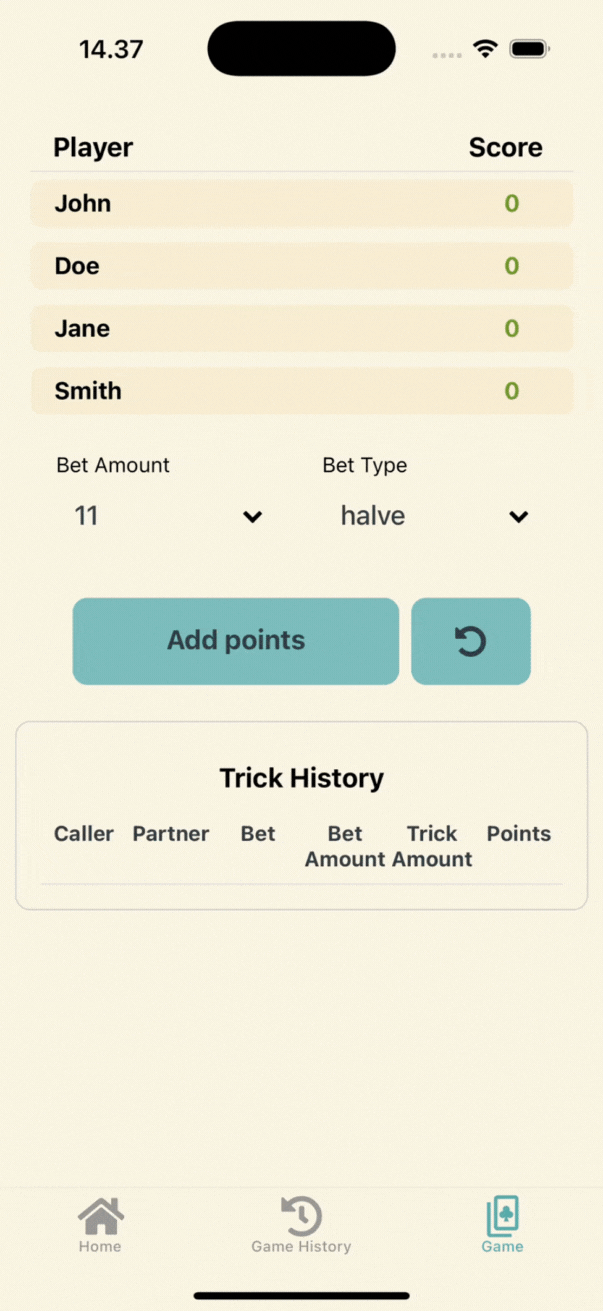 14.37
Player Score
John 0
Doe 0
Jane 0
Smith 0
Bet Amount Bet Type
11 halve
Add points
Trick History
Caller Partner Bet Bet Trick Points
Amount Amount
Home Game History Game